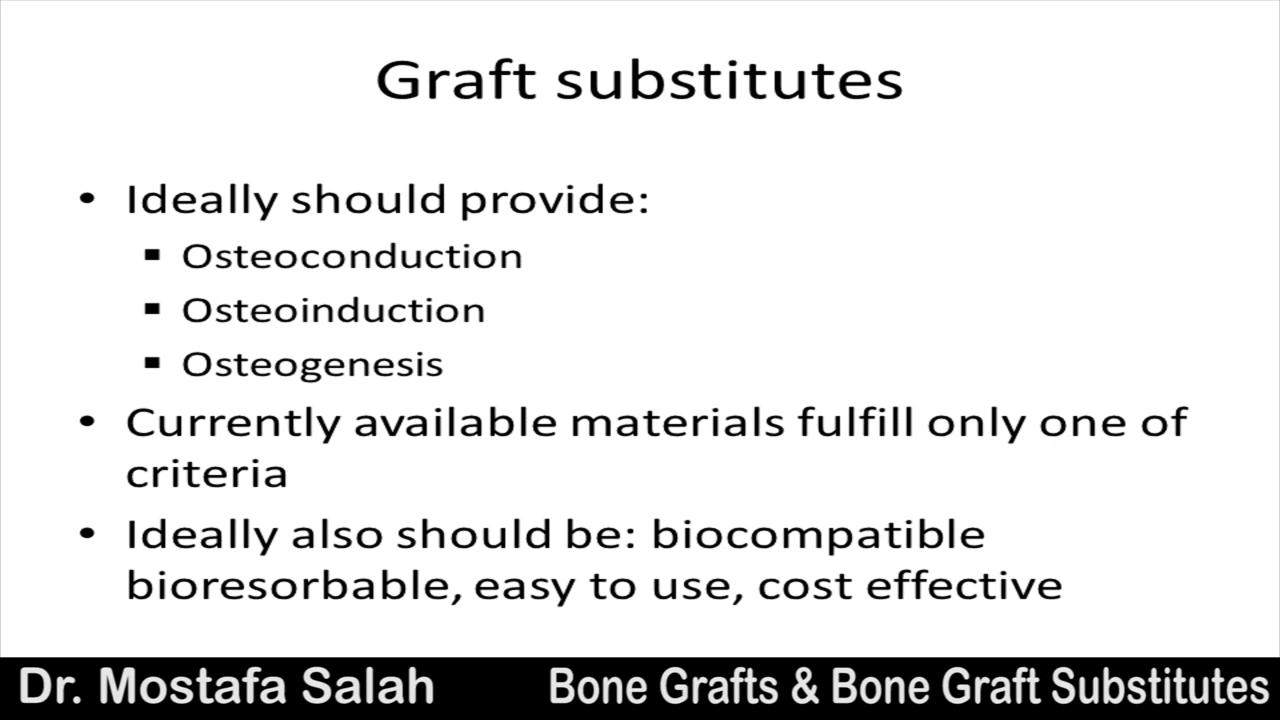 Graft substitutes
• Ideally should provide:
▪ Osteoconduction
▪ Osteoinduction
▪ Osteogenesis
• Currently available materials fulfill only one of
criteria
• Ideally also should be: biocompatible
bioresorbable, easy to use, cost effective
Dr. Mostafa Salah
Bone Grafts & Bone Graft Substitutes